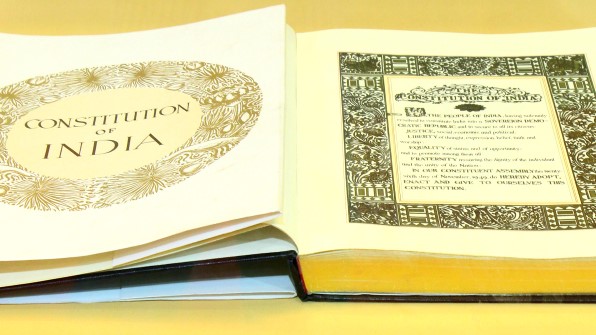 CONSTITUTION
OF
INDIA
THE
CONSTITUTION OF INDIA
WE, THE PEOPLE OF INDIA, having solemnly
resolved to constitute India into a SOVEREIGN DEMO-
CRATIC REPUBLIC and to secure to all its citizens
JUSTICE, social, economic and political;
LIBERTY of thought, expression, belief, faith and
worship;
EQUALITY of status and of opportunity;
and to promote among them all
FRATERNITY assuring the dignity of the individual
and the unity of the Nation;
IN OUR CONSTITUENT ASSEMBLY this twenty
sixth day of November, 1949, do HEREBY ADOPT,
ENACT AND GIVE TO OURSELVES THIS
CONSTITUTION.